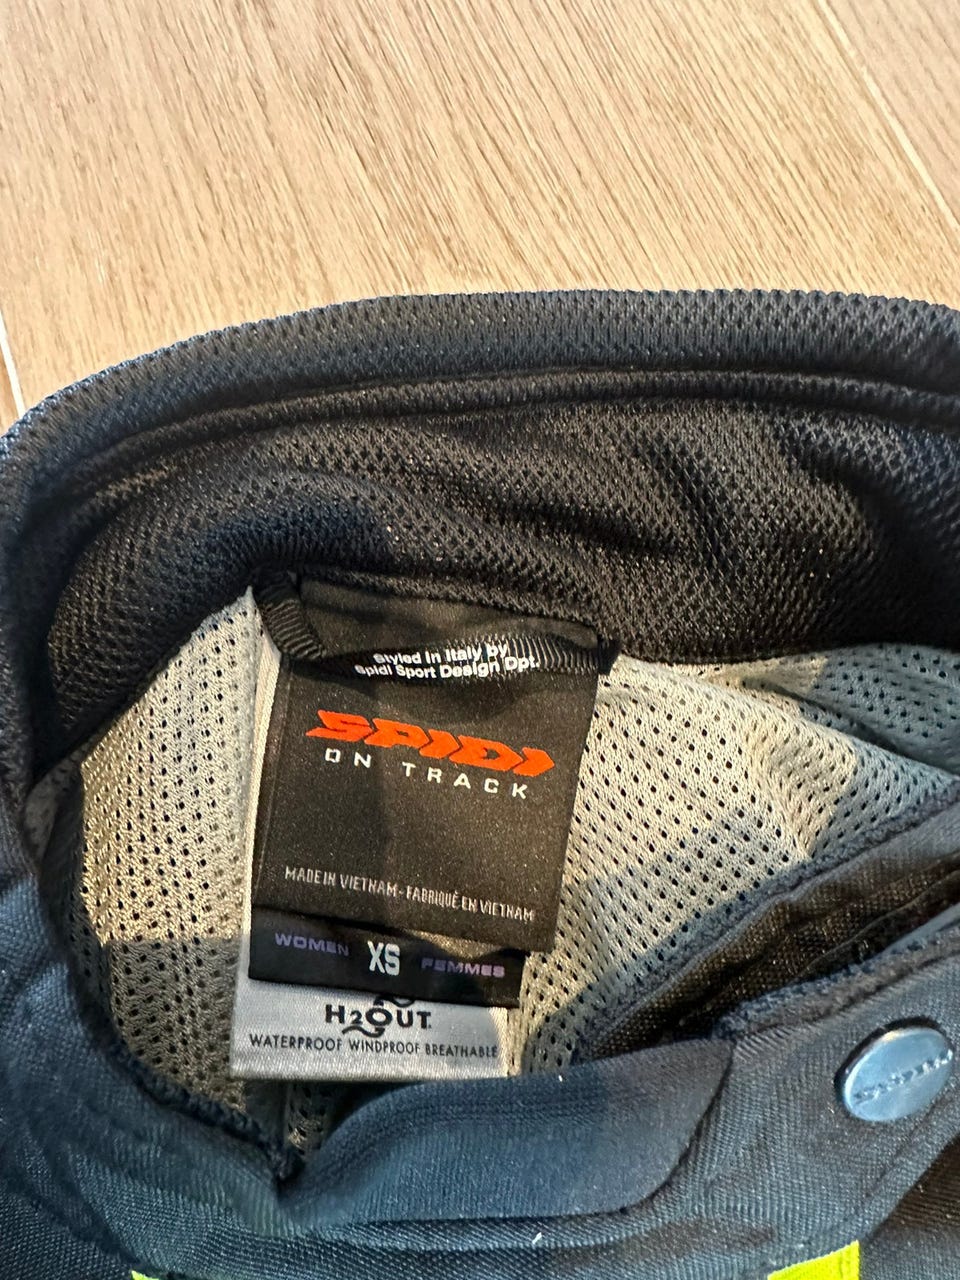 Styled in Italy by
Spidi Sport Design Dpt.
SPIDI
ON TRACK
MADE IN VIETNAM - FABRIQUÉ EN VIETNAM
WOMEN XS FEMMES
H2OUT
WATERPROOF WINDPROOF BREATHABLE